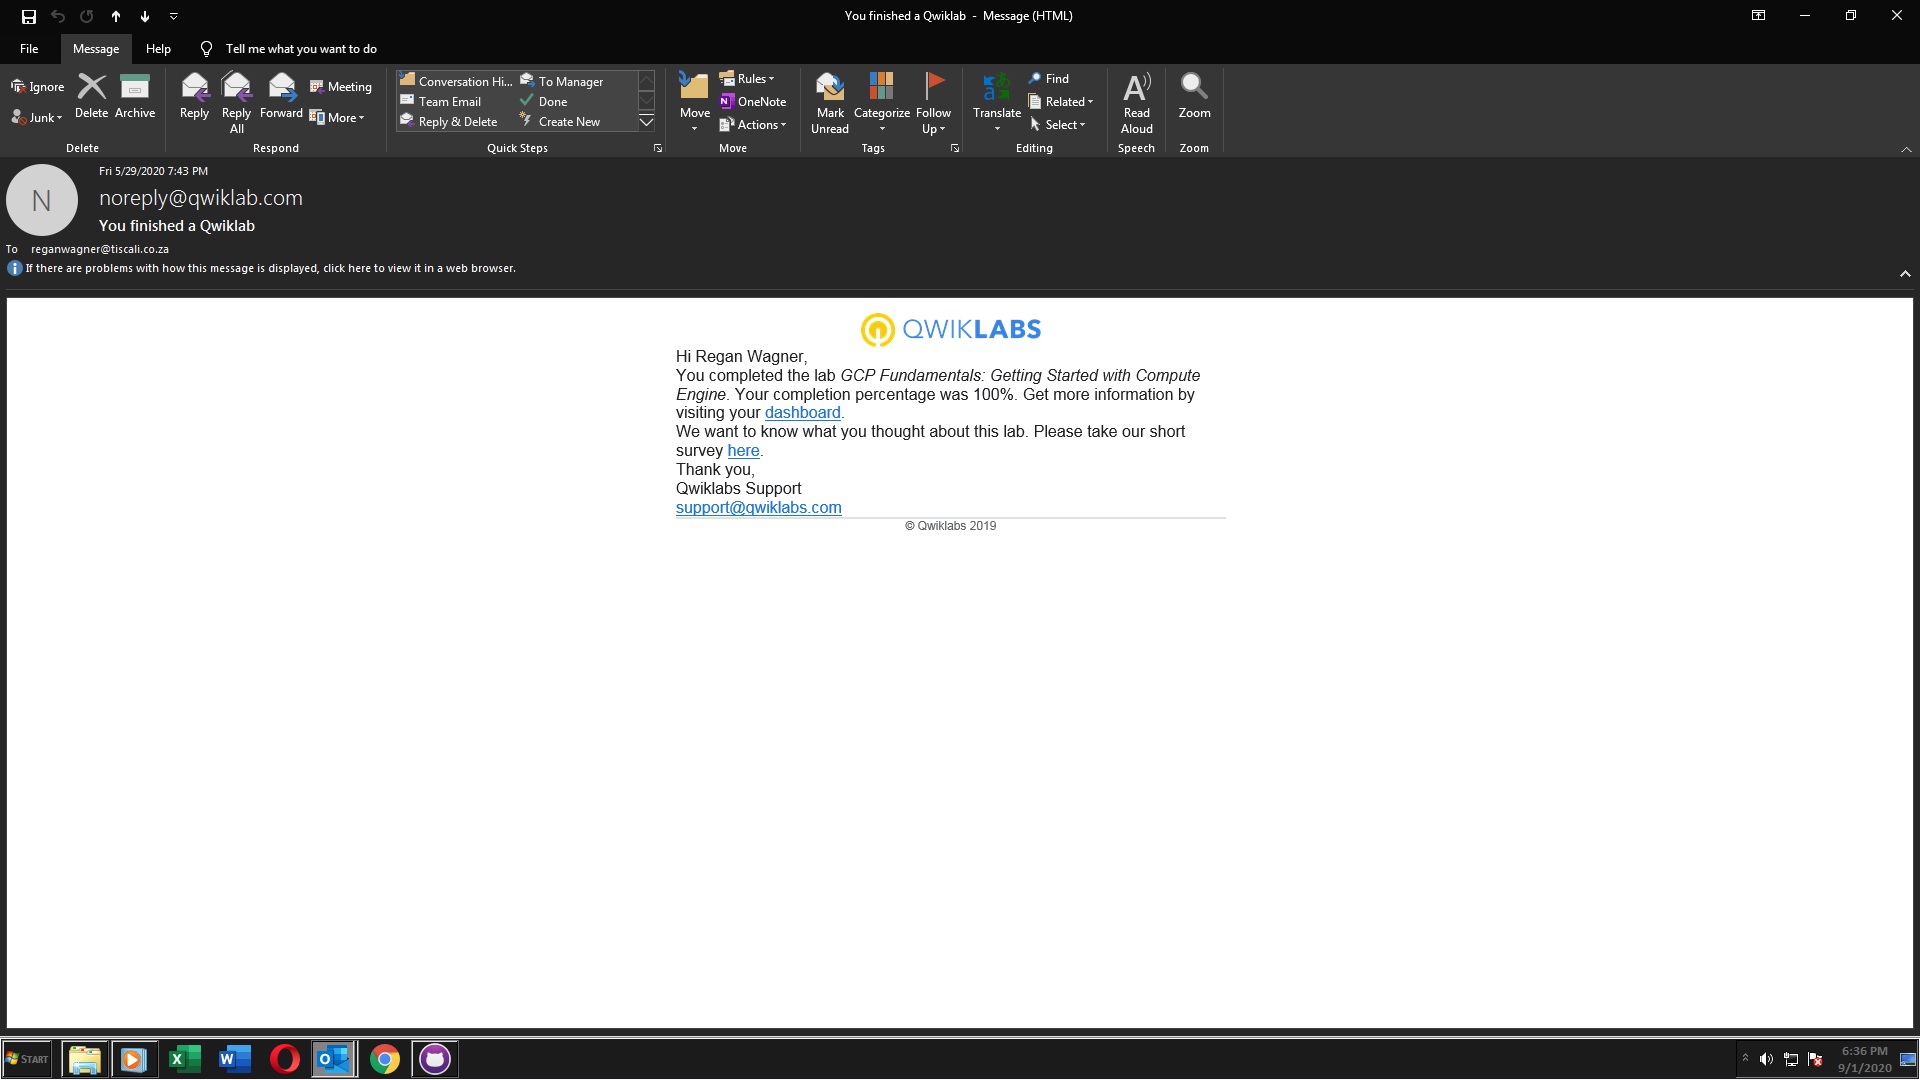 You finished a Qwiklab - Message (HTML)
File Message Help Tell me what you want to do
Ignore
Junk
Delete
Archive
Delete
Reply
Reply All
Forward
Meeting
More
Respond
Conversation Hi...
Team Email
Reply & Delete
To Manager
Done
Create New
Quick Steps
Move
Rules
OneNote
Actions
Move
Mark Unread
Categorize
Follow Up
Tags
Translate
Find
Related
Select
Editing
Read Aloud
Speech
Zoom
Zoom
N
Fri 5/29/2020 7:43 PM
noreply@qwiklab.com
You finished a Qwiklab
To reganwagner@tiscali.co.za
If there are problems with how this message is displayed, click here to view it in a web browser.
QWIKLABS
Hi Regan Wagner,
You completed the lab GCP Fundamentals: Getting Started with Compute
Engine. Your completion percentage was 100%. Get more information by
visiting your dashboard.
We want to know what you thought about this lab. Please take our short
survey here.
Thank you,
Qwiklabs Support
support@qwiklabs.com
© Qwiklabs 2019
START
6:36 PM
9/1/2020